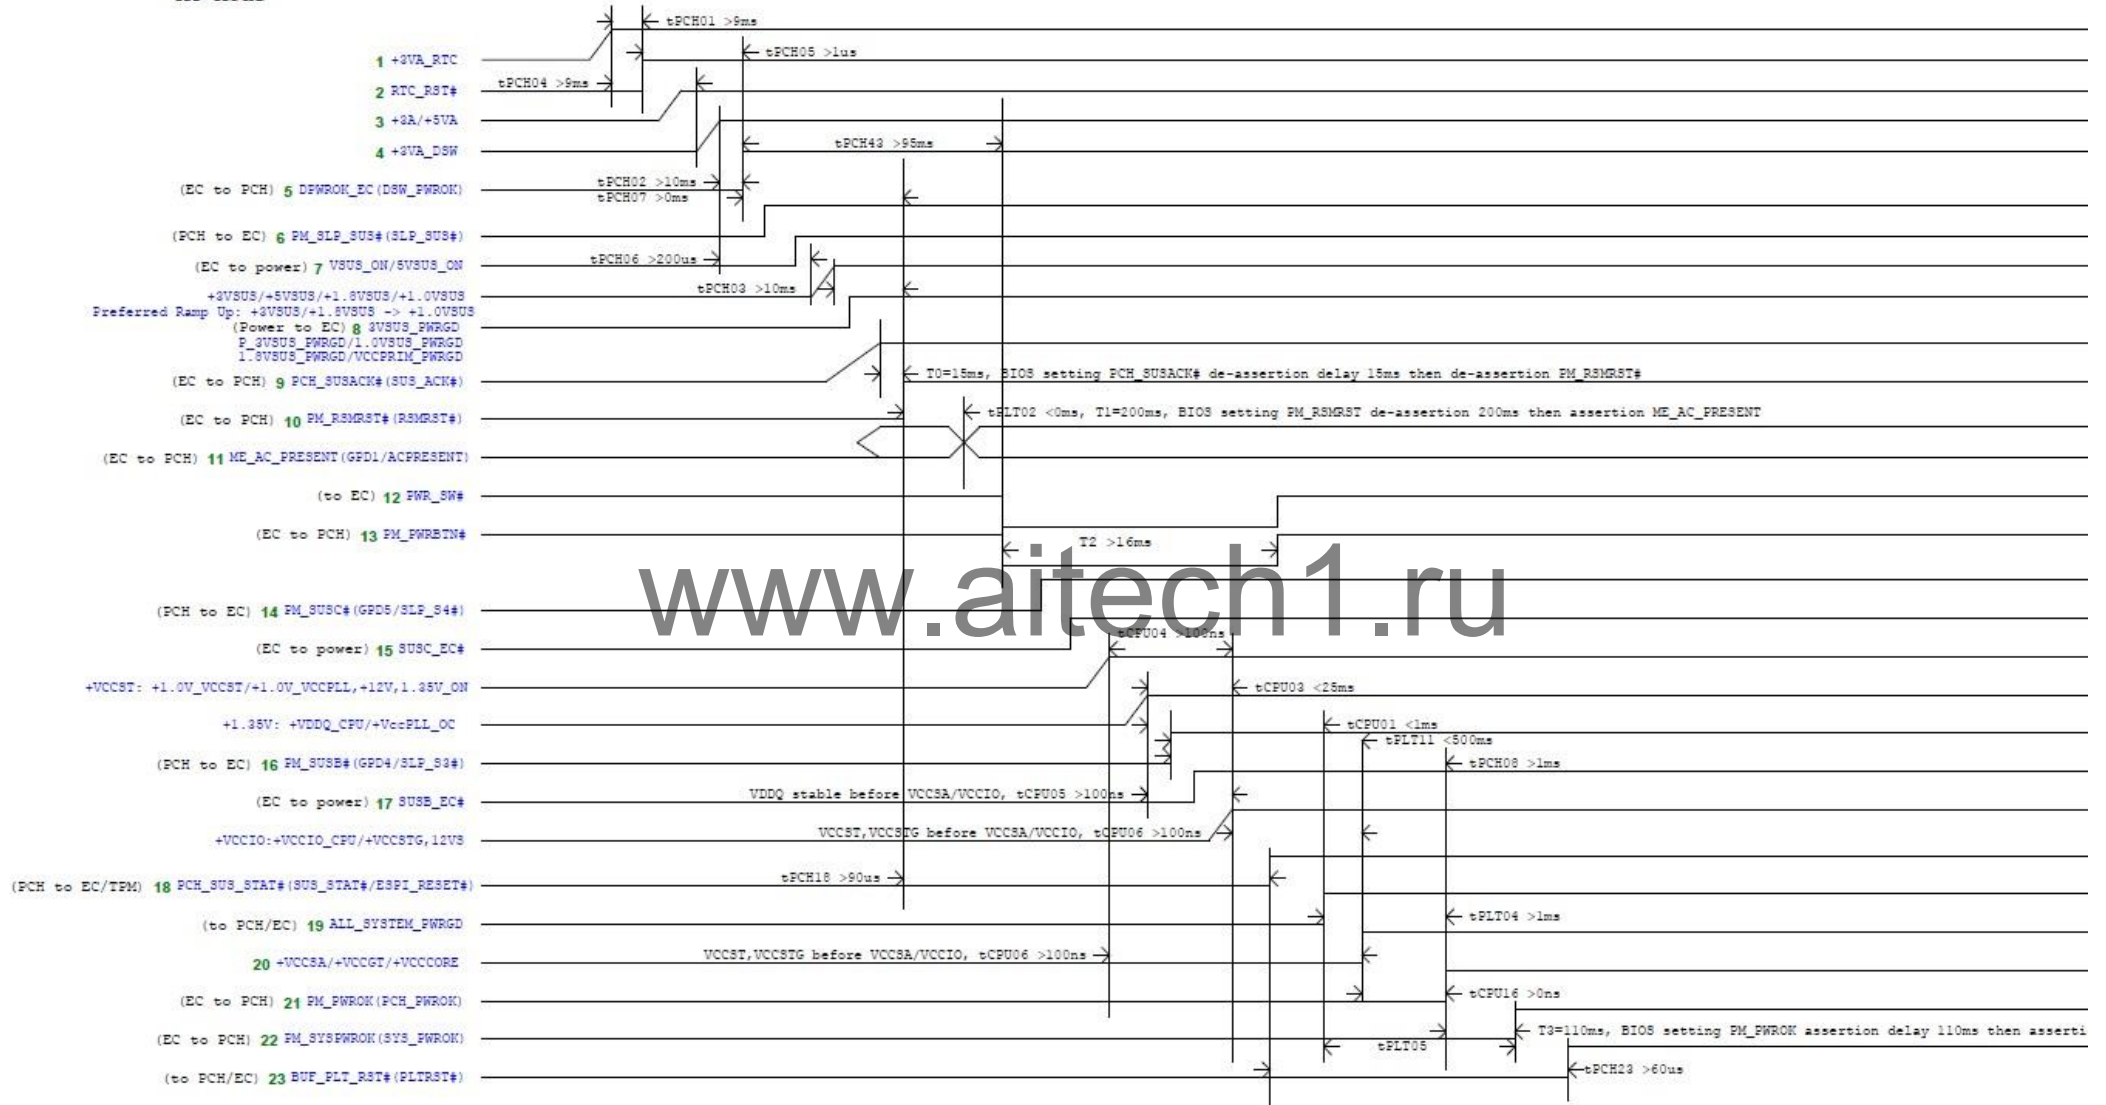 tPCH01 >9ms
tPCH05 >1us
1 +3VA_RTC
tPCH04 >9ms
2 RTC_RST#
3 +3A/+5VA
tPCH43 >95ms
4 +3VA_DSW
tPCH02 >10ms
(EC to PCH) 5 DPWROK_EC(DSW_PWROK)
tPCH07 >0ms
(PCH to EC) 6 PM_SLP_SUS#(SLP_SUS#)
tPCH06 >200us
(EC to power) 7 VSUS_ON/5VSUS_ON
tPCH03 >10ms
+3VSUS/+5VSUS/+1.8VSUS/+1.0VSUS
Preferred Ramp Up: +3VSUS/+1.8VSUS -> +1.0VSUS
(Power to EC) 8 3VSUS_PWRGD
P_3VSUS_PWRGD/1.0VSUS_PWRGD
1.8VSUS_PWRGD/VCCPRIM_PWRGD
T0=15ms, BIOS setting PCH_SUSACK# de-assertion delay 15ms then de-assertion PM_RSMRST#
(EC to PCH) 9 PCH_SUSACK#(SUS_ACK#)
tPLT02 <0ms, T1=200ms, BIOS setting PM_RSMRST de-assertion 200ms then assertion ME_AC_PRESENT
(EC to PCH) 10 PM_RSMRST#(RSMRST#)
(EC to PCH) 11 ME_AC_PRESENT(GPD1/ACPRESENT)
(to EC) 12 PWR_SW#
(EC to PCH) 13 PM_PWRBTN#
T2 >16ms
www.aitech1.ru
(PCH to EC) 14 PM_SUSC#(GPD5/SLP_S4#)
tCPU04 >100ns
(EC to power) 15 SUSC_EC#
+VCCST: +1.0V_VCCST/+1.0V_VCCPLL,+12V,1.35V_ON
tCPU03 <25ms
+1.35V: +VDDQ_CPU/+VccPLL_OC
tCPU01 <1ms
tPLT11 <500ms
(PCH to EC) 16 PM_SUSB#(GPD4/SLP_S3#)
tPCH08 >1ms
VDDQ stable before VCCSA/VCCIO, tCPU05 >100ns
(EC to power) 17 SUSB_EC#
VCCST,VCCSTG before VCCSA/VCCIO, tCPU06 >100ns
+VCCIO:+VCCIO_CPU/+VCCSTG,12VS
tPCH18 >90us
(PCH to EC/TPM) 18 PCH_SUS_STAT#(SUS_STAT#/ESPI_RESET#)
tPLT04 >1ms
(to PCH/EC) 19 ALL_SYSTEM_PWRGD
VCCST,VCCSTG before VCCSA/VCCIO, tCPU06 >100ns
20 +VCCSA/+VCCGT/+VCCCORE
tCPU16 >0ns
(EC to PCH) 21 PM_PWROK(PCH_PWROK)
T3=110ms, BIOS setting PM_PWROK assertion delay 110ms then asserti
(EC to PCH) 22 PM_SYSPWROK(SYS_PWROK)
tPLT05
tPCH23 >60us
(to PCH/EC) 23 BUF_PLT_RST#(PLTRST#)